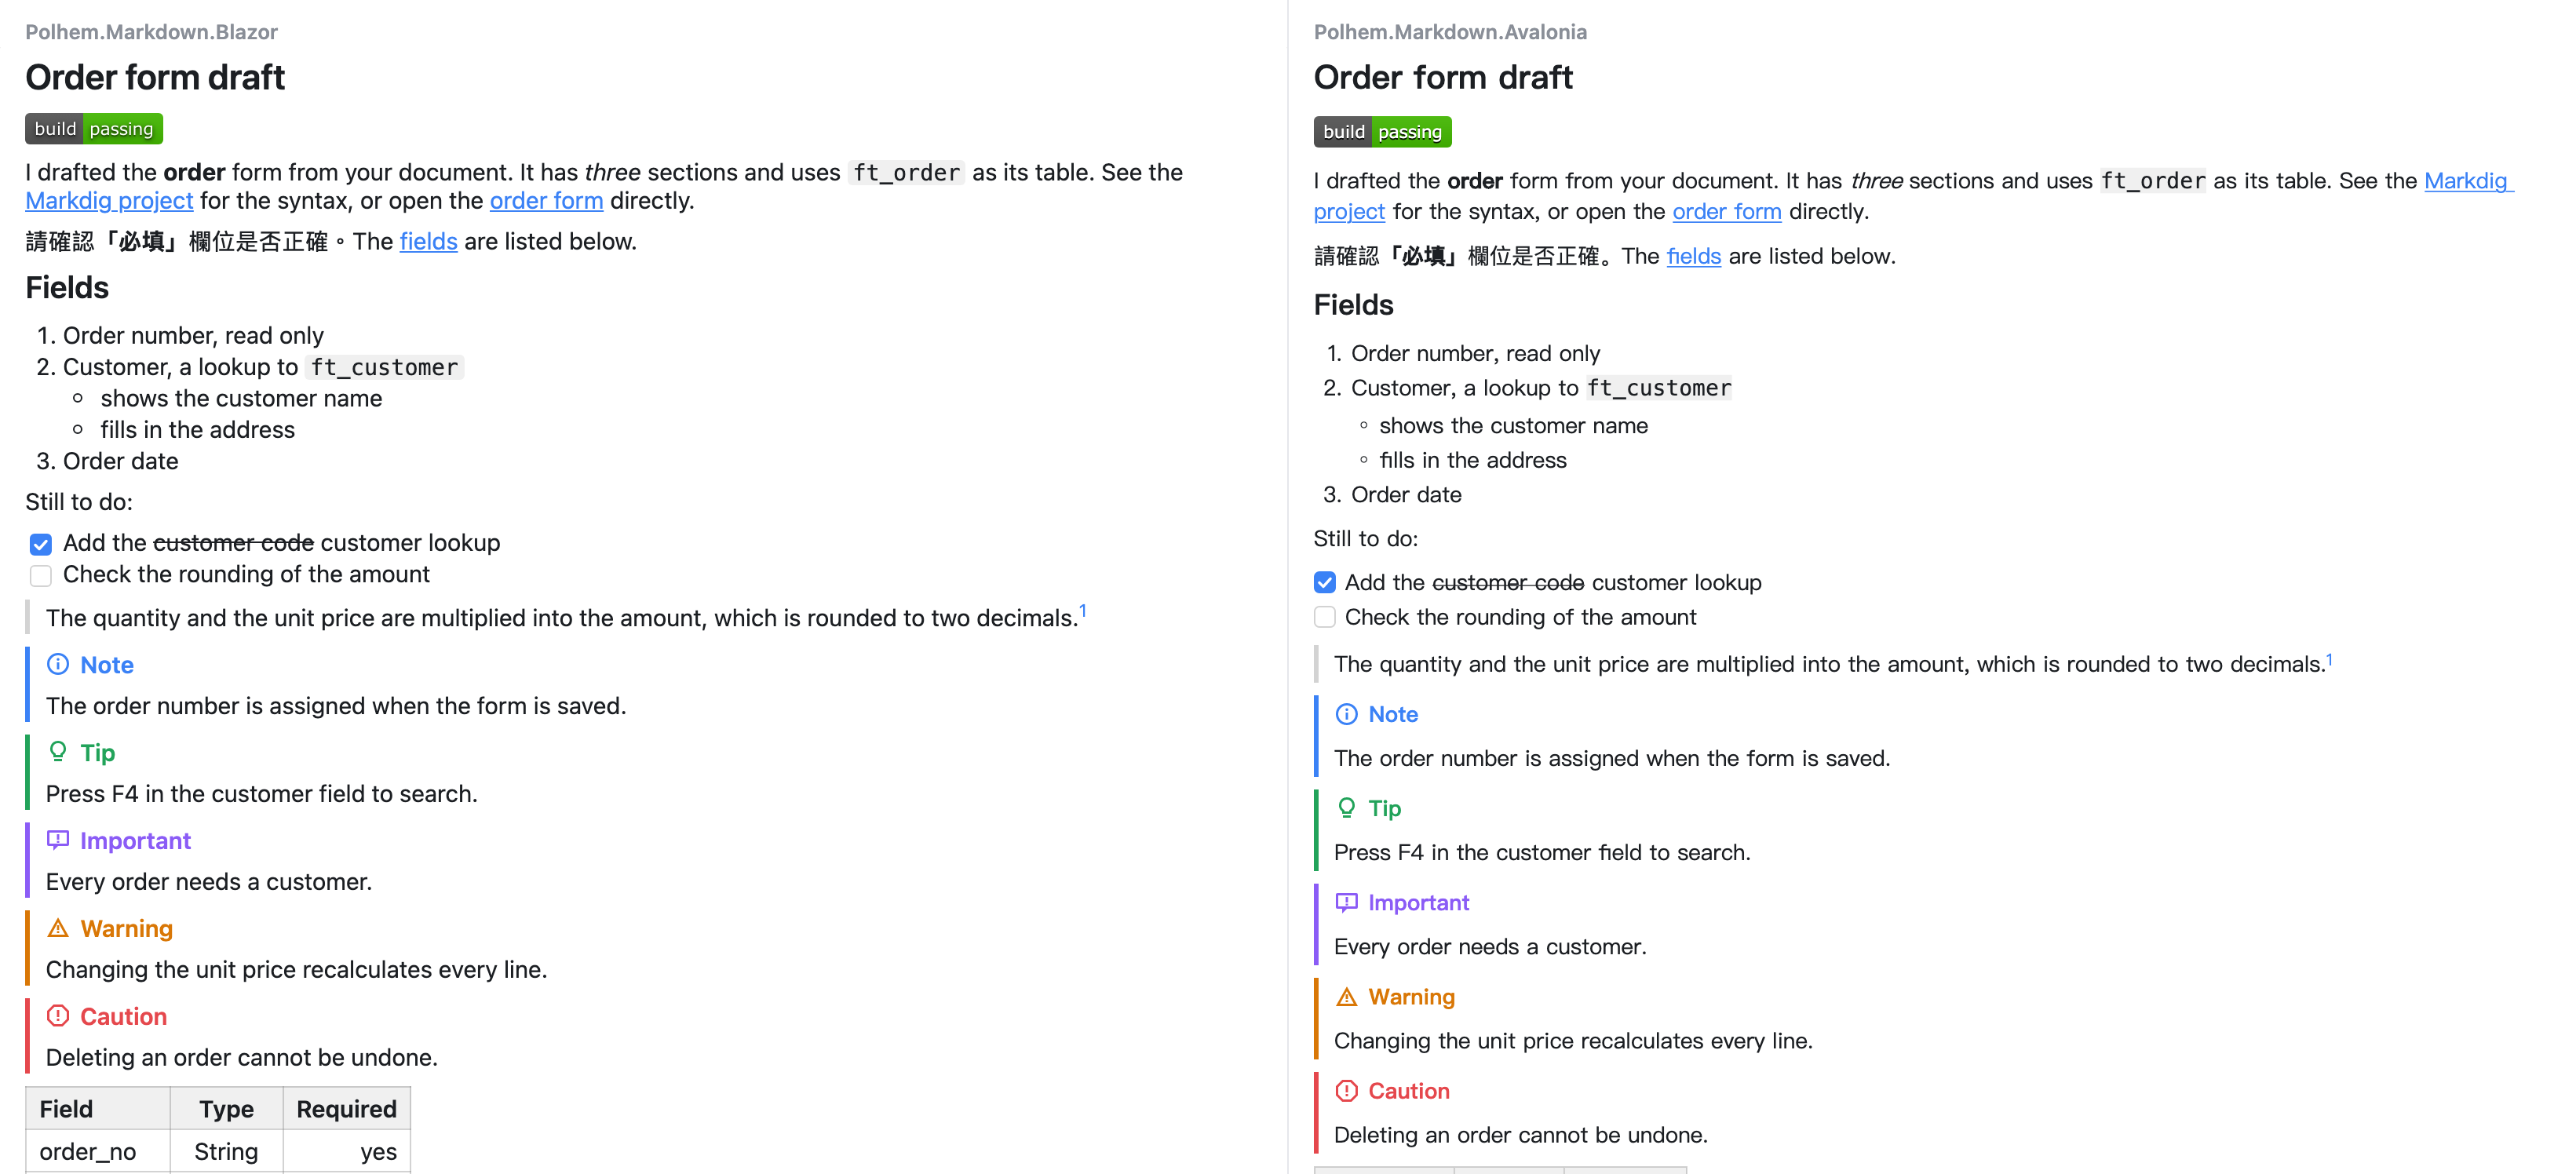 Polhem.Markdown.Blazor
Order form draft
build passing
I drafted the order form from your document. It has three sections and uses ft_order as its table. See the
Markdig project for the syntax, or open the order form directly.
請確認「必填」欄位是否正確。The fields are listed below.
Fields
1. Order number, read only
2. Customer, a lookup to ft_customer
shows the customer name
fills in the address
3. Order date
Still to do:
Add the customer code customer lookup
Check the rounding of the amount
The quantity and the unit price are multiplied into the amount, which is rounded to two decimals.1
Note
The order number is assigned when the form is saved.
Tip
Press F4 in the customer field to search.
Important
Every order needs a customer.
Warning
Changing the unit price recalculates every line.
Caution
Deleting an order cannot be undone.
Field Type Required
order_no String yes
Polhem.Markdown.Avalonia
Order form draft
build passing
I drafted the order form from your document. It has three sections and uses ft_order as its table. See the Markdig
project for the syntax, or open the order form directly.
請確認「必填」欄位是否正確。The fields are listed below.
Fields
1. Order number, read only
2. Customer, a lookup to ft_customer
shows the customer name
fills in the address
3. Order date
Still to do:
Add the customer code customer lookup
Check the rounding of the amount
The quantity and the unit price are multiplied into the amount, which is rounded to two decimals.1
Note
The order number is assigned when the form is saved.
Tip
Press F4 in the customer field to search.
Important
Every order needs a customer.
Warning
Changing the unit price recalculates every line.
Caution
Deleting an order cannot be undone.